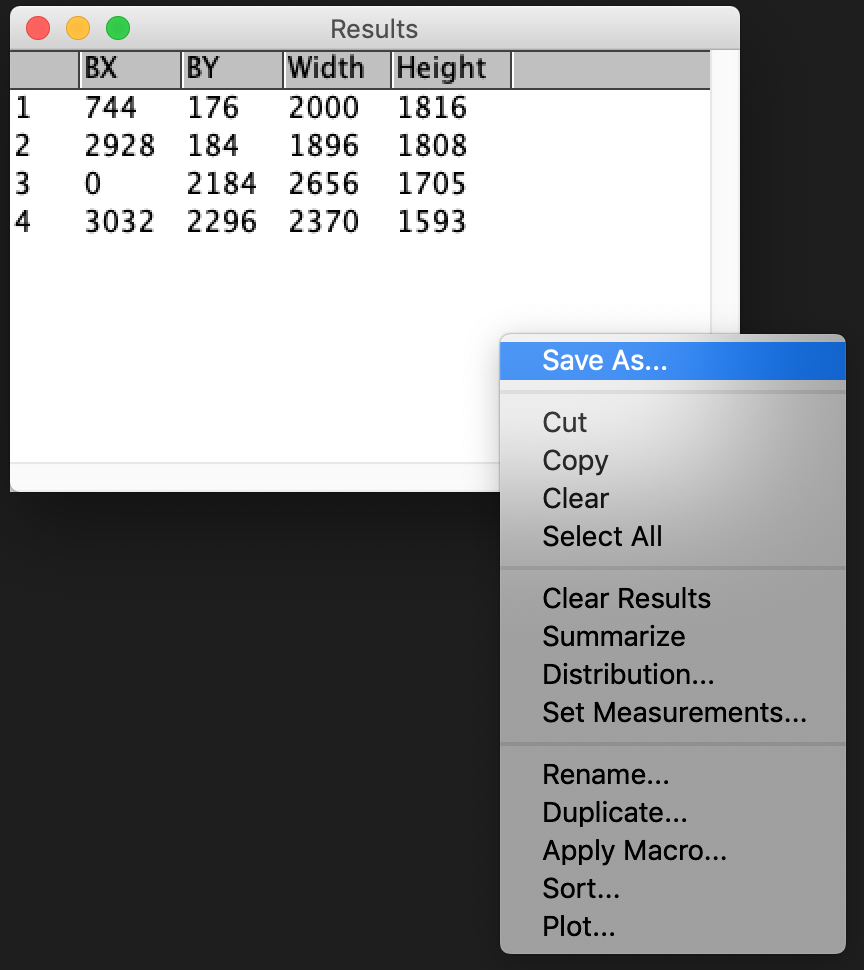 Results
BX BY Width Height
1 744 176 2000 1816
2 2928 184 1896 1808
3 0 2184 2656 1705
4 3032 2296 2370 1593
Save As...
Cut
Copy
Clear
Select All
Clear Results
Summarize
Distribution...
Set Measurements...
Rename...
Duplicate...
Apply Macro...
Sort...
Plot...